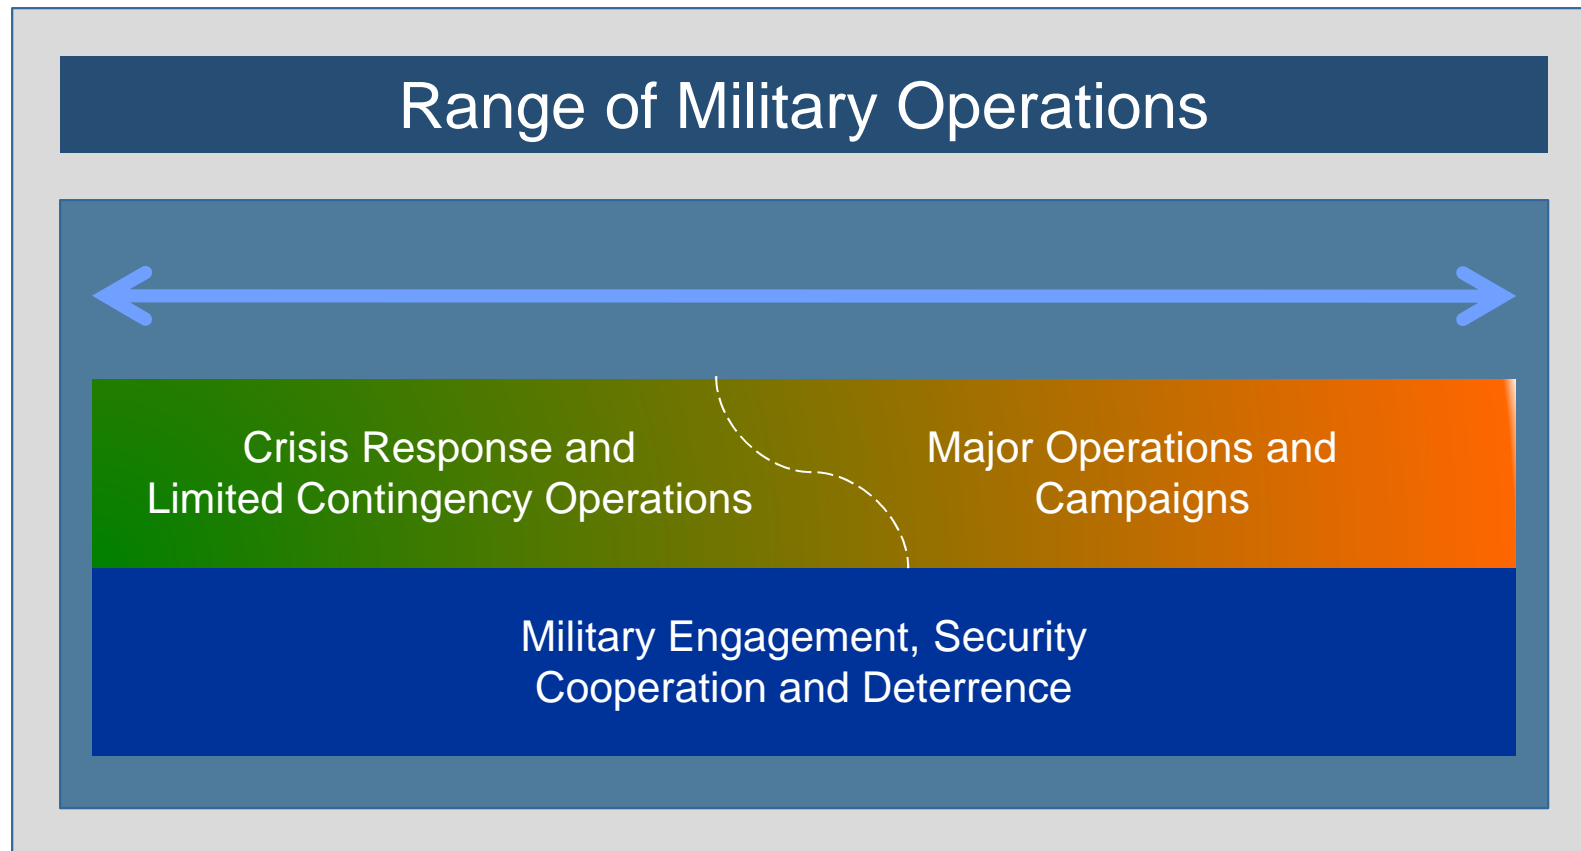 Range of Military Operations
Crisis Response and
Limited Contingency Operations
Major Operations and
Campaigns
Military Engagement, Security
Cooperation and Deterrence